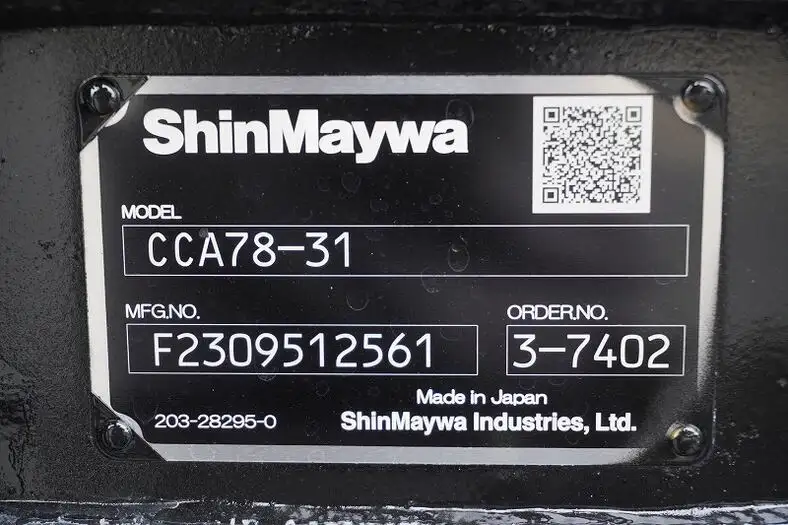 ShinMaywa
MODEL
CCA78-31
MFG.NO.
F2309512561
ORDER.NO.
3-7402
Made in Japan
203-28295-0
ShinMaywa Industries, Ltd.